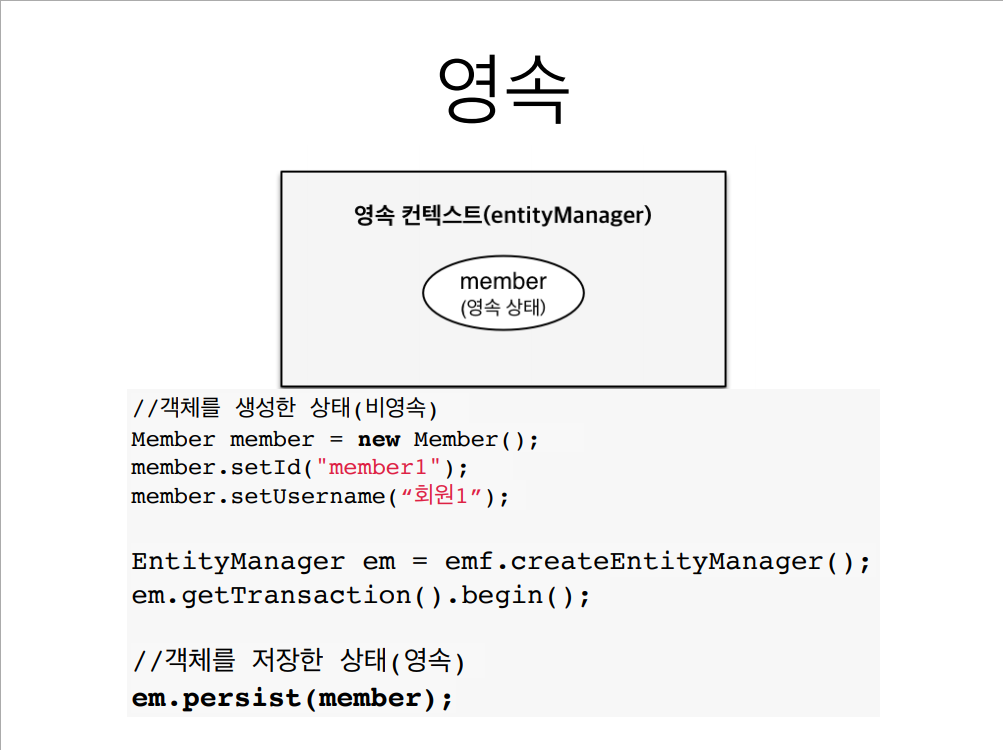 영속
영속 컨텍스트(entityManager)
member
(영속 상태)
//객체를 생성한 상태(비영속)
Member member = new Member();
member.setId("member1");
member.setUsername(“회원1”);
EntityManager em = emf.createEntityManager();
em.getTransaction().begin();
//객체를 저장한 상태(영속)
em.persist(member);